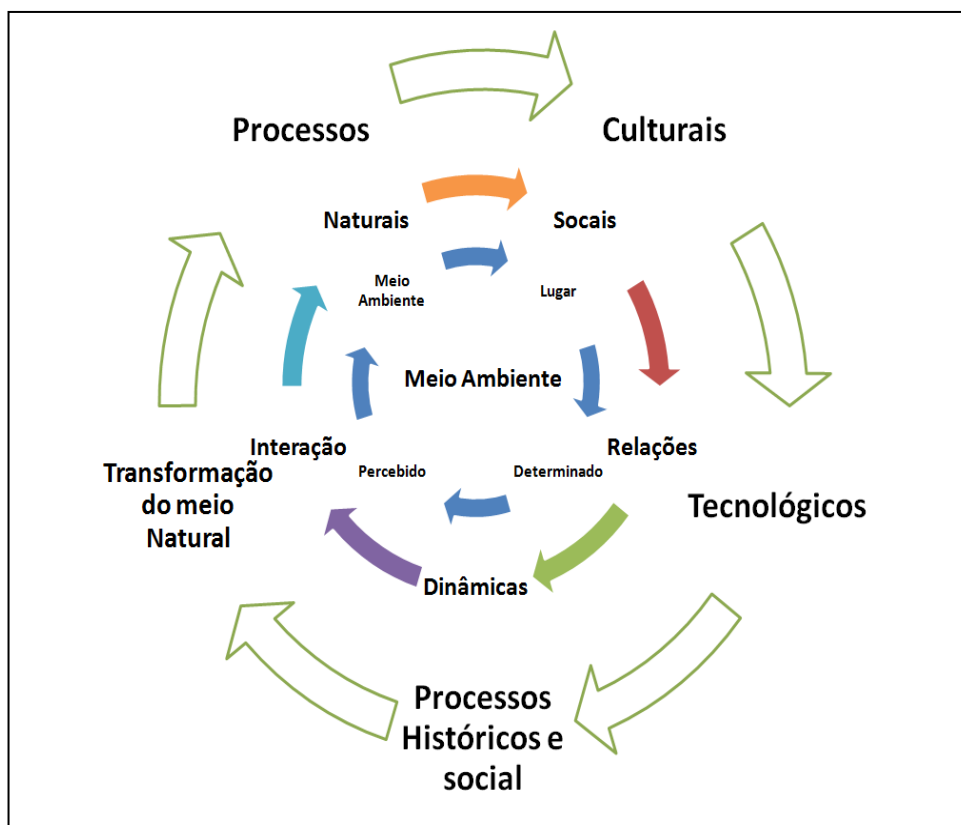 Processos
Culturais
Naturais
Socais
Meio
Ambiente
Lugar
Meio Ambiente
Interação
Relações
Percebido
Determinado
Transformação
do meio
Natural
Tecnológicos
Dinâmicas
Processos
Históricos e
social